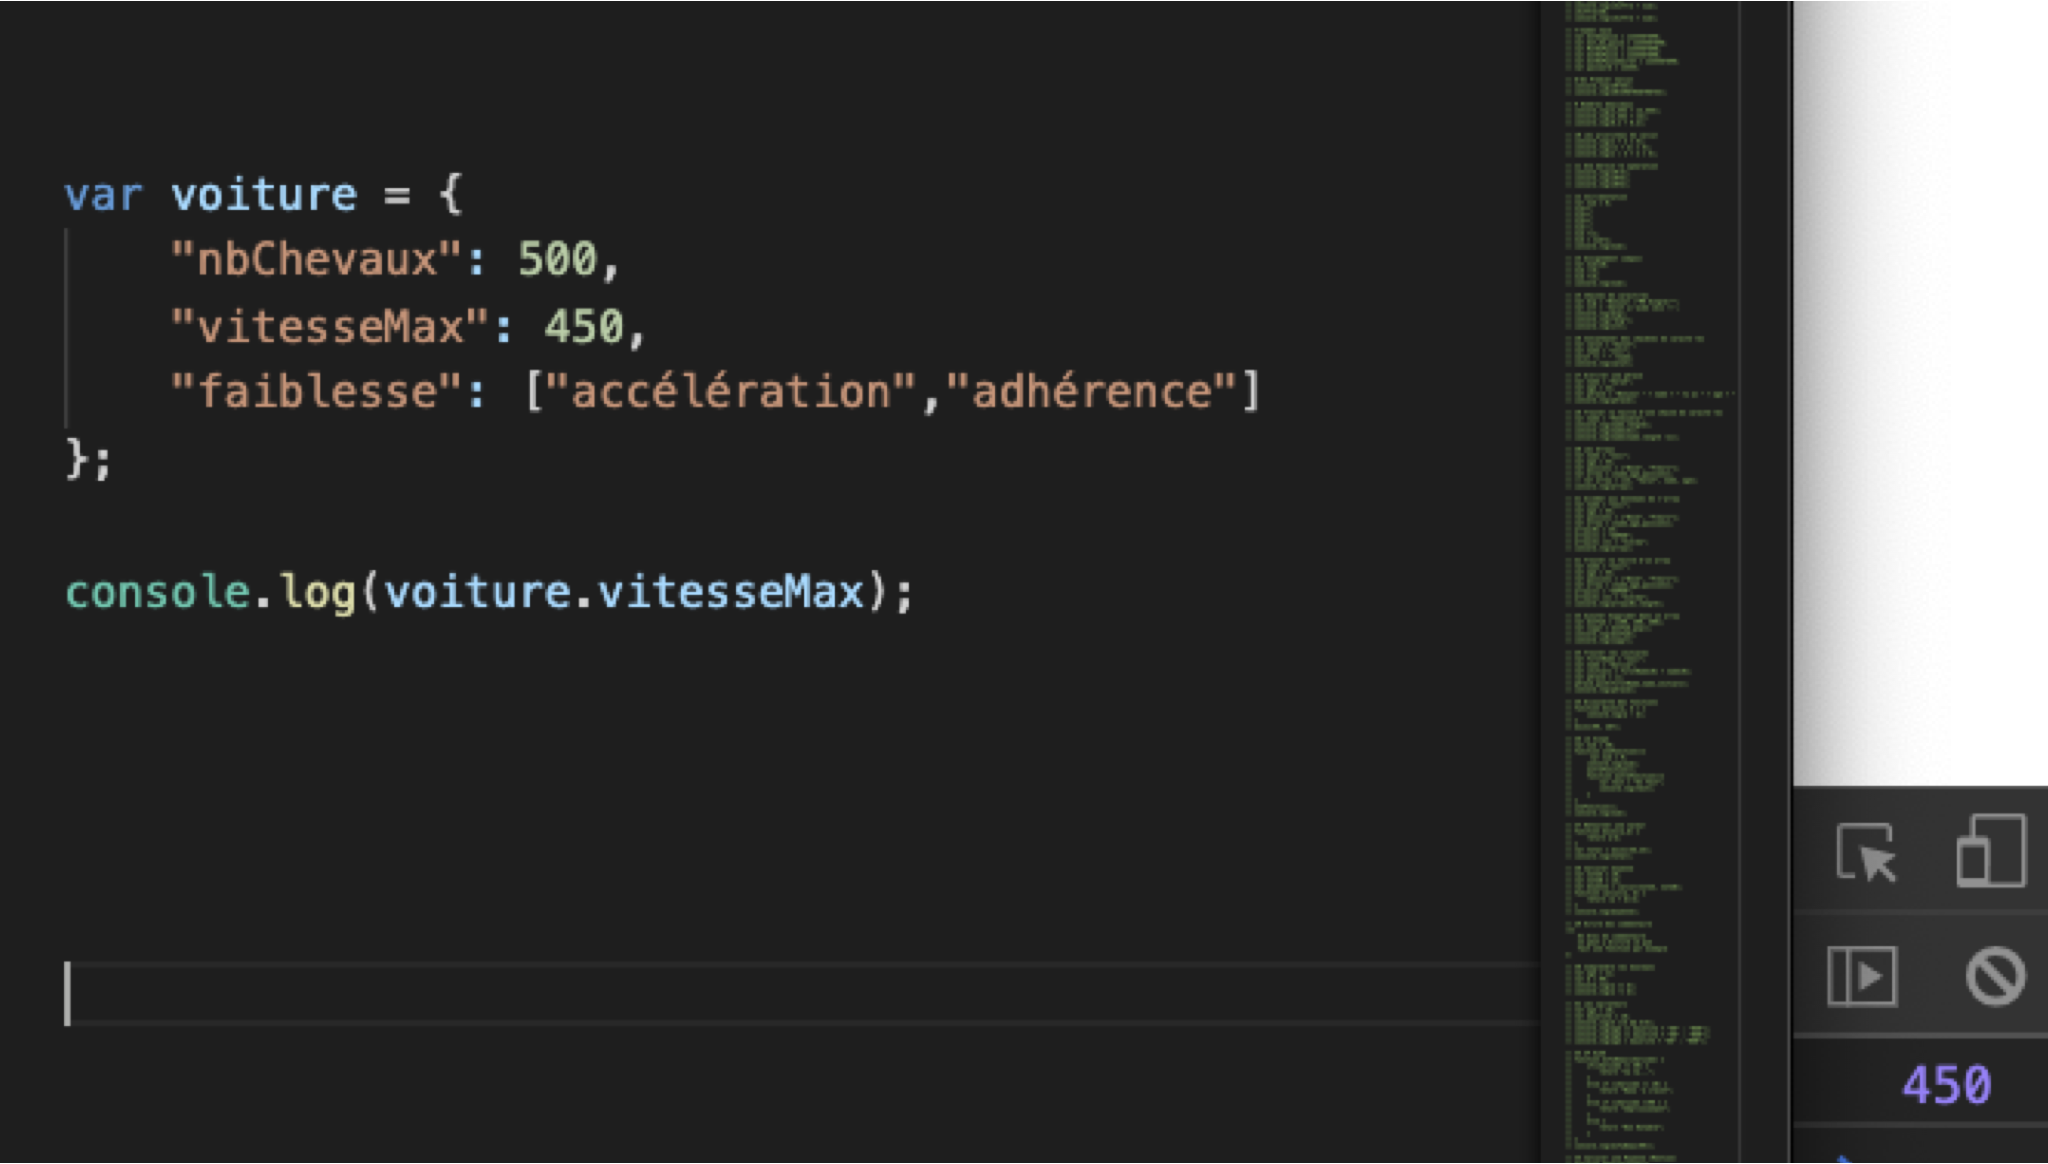 var voiture = {
"nbChevaux": 500,
"vitesseMax": 450,
"faiblesse": ["accélération","adhérence"]
};
console.log(voiture.vitesseMax);
450